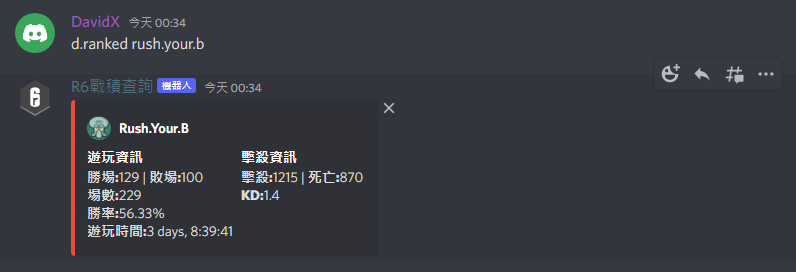 DavidX 今天 00:34
d.ranked rush.your.b
R6戰積查詢 機器人 今天 00:34
Rush.Your.B
遊玩資訊 擊殺資訊
勝場:129 | 敗場:100 擊殺:1215 | 死亡:870
場數:229 KD:1.4
勝率:56.33%
遊玩時間:3 days, 8:39:41